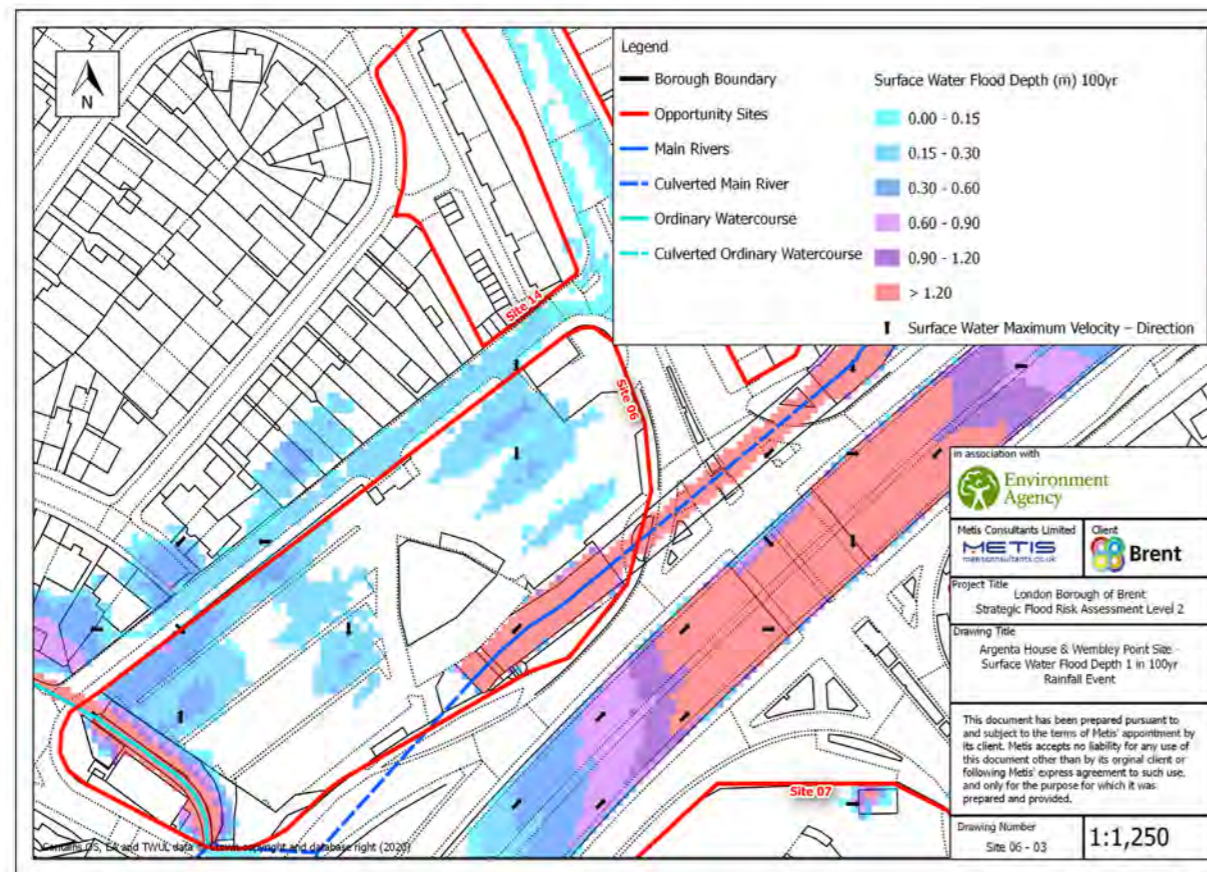 N
Legend
Borough Boundary
Opportunity Sites
Main Rivers
Culverted Main River
Ordinary Watercourse
Culverted Ordinary Watercourse
Surface Water Flood Depth (m) 100yr
0.00 - 0.15
0.15 - 0.30
0.30 - 0.60
0.60 - 0.90
0.90 - 1.20
> 1.20
Surface Water Maximum Velocity – Direction
Site 14
Site 06
Site 07
in association with
Environment
Agency
Metis Consultants Limited
METIS
metisconsultants.co.uk
Client
Brent
Project Title
London Borough of Brent
Strategic Flood Risk Assessment Level 2
Drawing Title
Argenta House & Wembley Point Size -
Surface Water Flood Depth 1 in 100yr
Rainfall Event
This document has been prepared pursuant to
and subject to the terms of Metis' appointment by
its client. Metis accepts no liability for any use of
this document other than by its orginal client or
following Metis' express agreement to such use,
and only for the purpose for which it was
prepared and provided.
Drawing Number
Site 06 - 03
1:1,250
Contains OS, EA and TWUL data © Crown copyright and database right (2020)